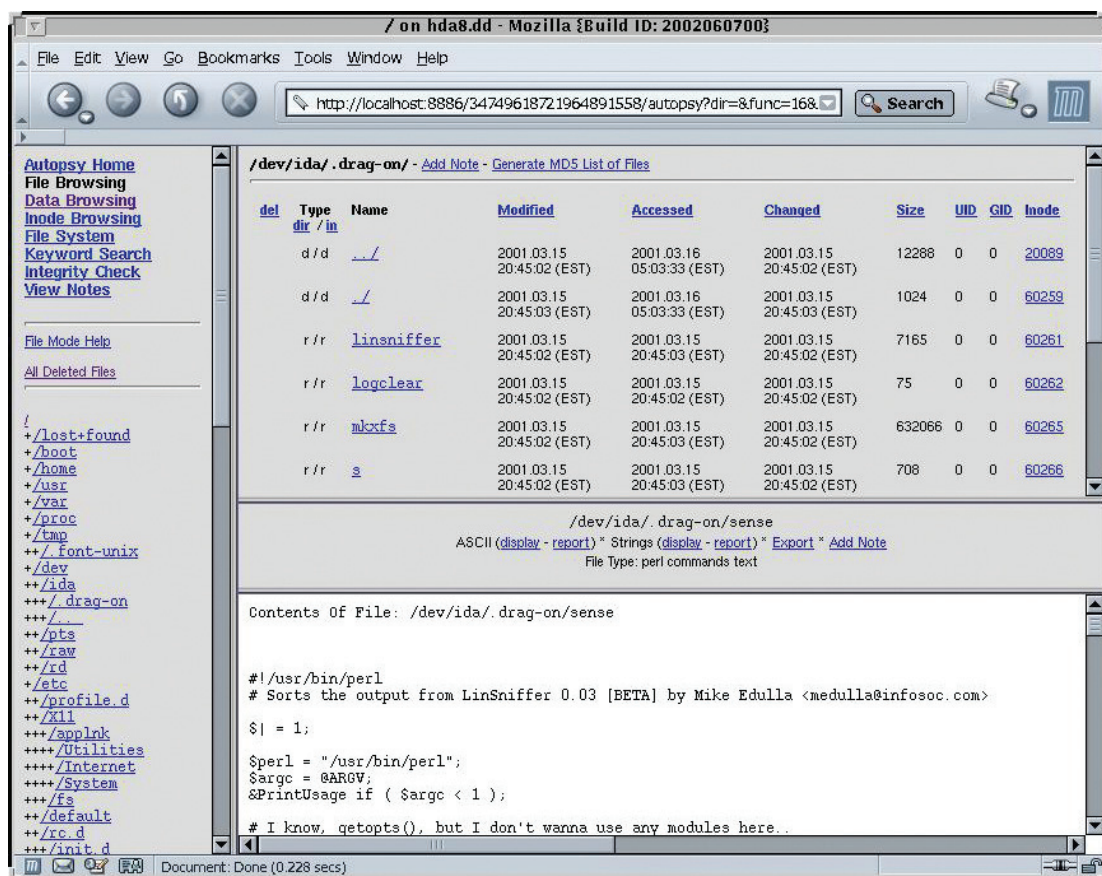 / on hda8.dd - Mozilla {Build ID: 2002060700}
File Edit View Go Bookmarks Tools Window Help
http://localhost:8886/34749618721964891558/autopsy?dir=&func=16& Search
Autopsy Home
File Browsing
Data Browsing
Inode Browsing
File System
Keyword Search
Integrity Check
View Notes
File Mode Help
All Deleted Files
/
+/lost+found
+/boot
+/home
+/usr
+/var
+/proc
+/tmp
++/.font-unix
+/dev
++/ida
+++/.drag-on
+++/..
++/pts
++/raw
++/rd
+/etc
++/profile.d
++/X11
+++/applnk
++++/Utilities
++++/Internet
++++/System
+++/fs
++/default
++/rc.d
+++/init.d
/dev/ida/.drag-on/ - Add Note - Generate MD5 List of Files
del Type Name Modified Accessed Changed Size UID GID Inode
dir / in
d / d ../ 2001.03.15 2001.03.16 2001.03.15 12288 0 0 20089
20:45:02 (EST) 05:03:33 (EST) 20:45:02 (EST)
d / d ./ 2001.03.15 2001.03.16 2001.03.15 1024 0 0 60259
20:45:03 (EST) 05:03:33 (EST) 20:45:03 (EST)
r / r linsniffer 2001.03.15 2001.03.15 2001.03.15 7165 0 0 60261
20:45:02 (EST) 20:45:03 (EST) 20:45:02 (EST)
r / r logclear 2001.03.15 2001.03.15 2001.03.15 75 0 0 60262
20:45:02 (EST) 20:45:02 (EST) 20:45:02 (EST)
r / r mkxfs 2001.03.15 2001.03.15 2001.03.15 632066 0 0 60265
20:45:02 (EST) 20:45:03 (EST) 20:45:02 (EST)
r / r s 2001.03.15 2001.03.15 2001.03.15 708 0 0 60266
20:45:02 (EST) 20:45:03 (EST) 20:45:02 (EST)
/dev/ida/.drag-on/sense
ASCII (display - report) * Strings (display - report) * Export * Add Note
File Type: perl commands text
Contents Of File: /dev/ida/.drag-on/sense
#!/usr/bin/perl
# Sorts the output from LinSniffer 0.03 [BETA] by Mike Edulla <medulla@infosoc.com>
$| = 1;
$perl = "/usr/bin/perl";
$argc = @ARGV;
&PrintUsage if ( $argc < 1 );
# I know, getopts(), but I don't wanna use any modules here..
Document: Done (0.228 secs)